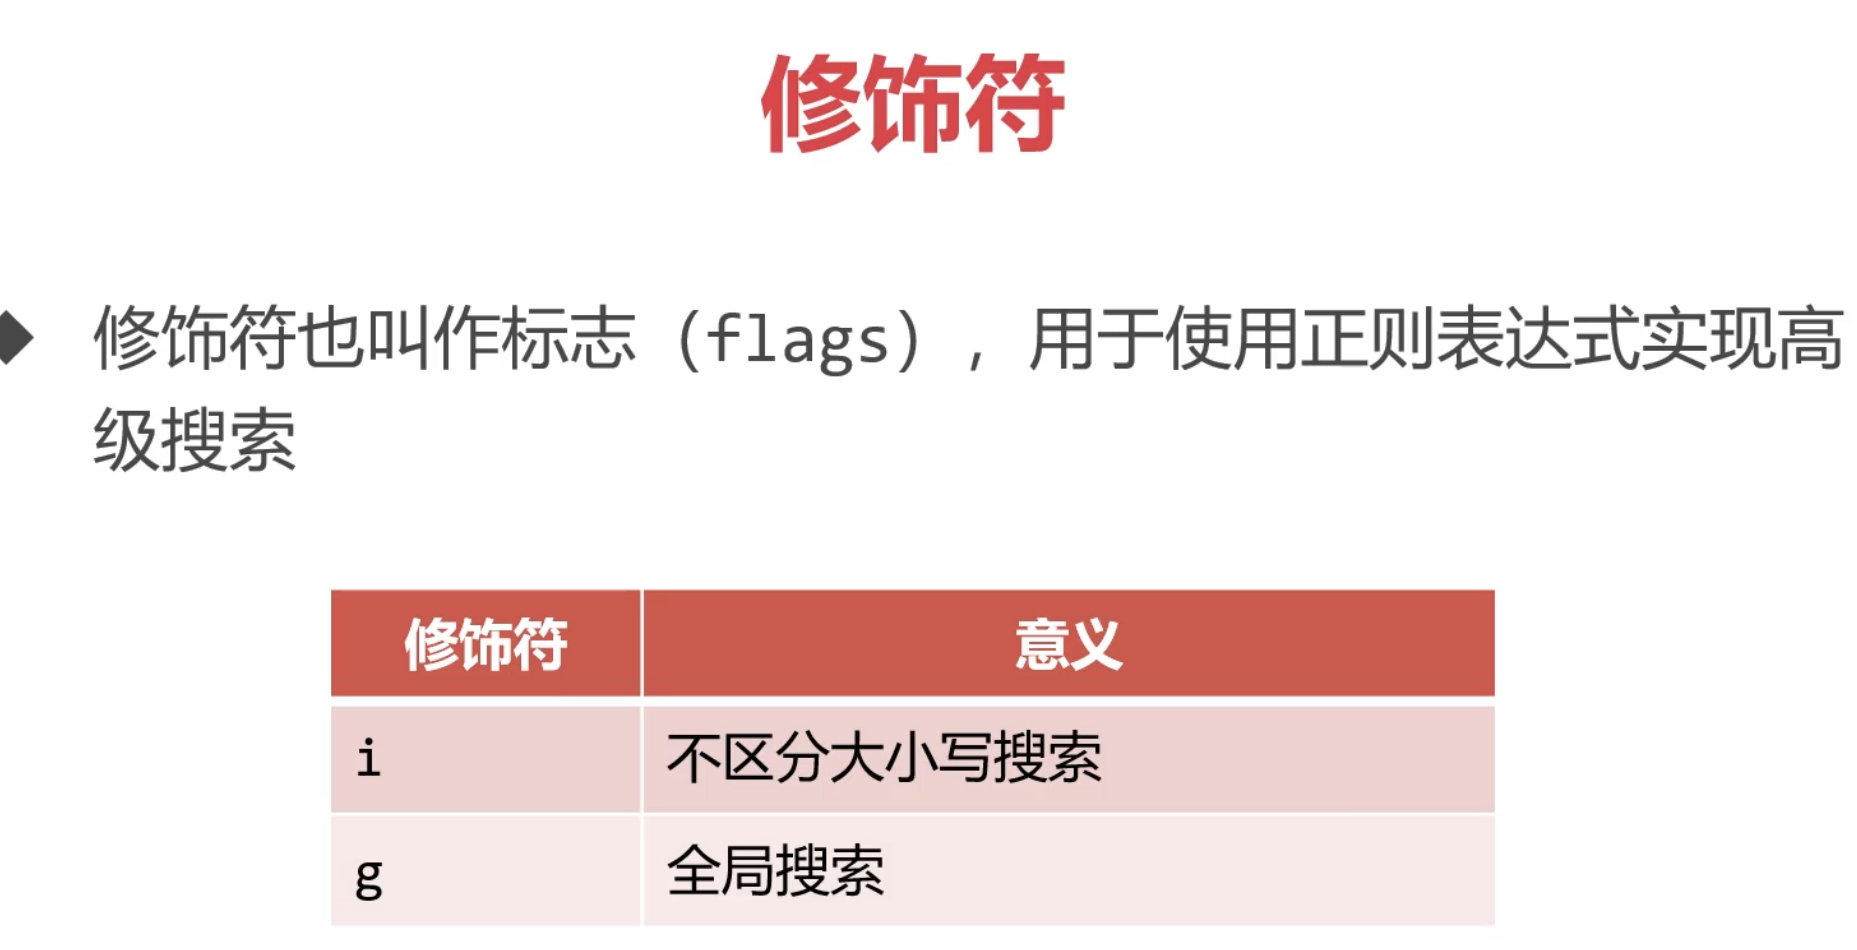 修饰符
修饰符也叫作标志（flags），用于使用正则表达式实现高
级搜索
修饰符 意义
i 不区分大小写搜索
g 全局搜索